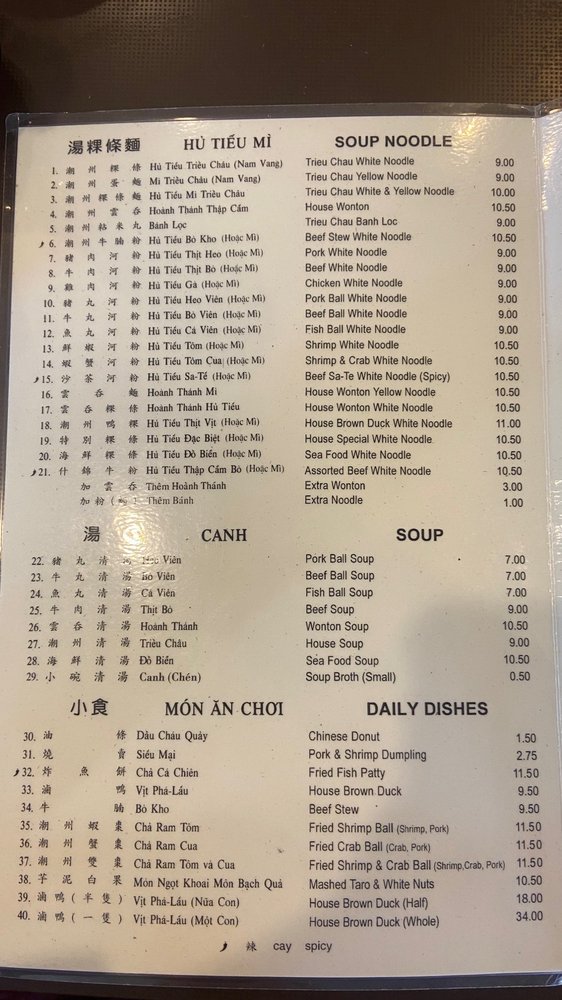 湯粿條麵 HỦ TIẾU MÌ SOUP NOODLE
1. 潮州粿條 Hủ Tiếu Triều Châu (Nam Vang) Trieu Chau White Noodle 9.00
2. 潮州蛋麵 Mì Triều Châu (Nam Vang) Trieu Chau Yellow Noodle 9.00
3. 潮州粿條麵 Hủ Tiếu Mì Triều Châu Trieu Chau White & Yellow Noodle 10.00
4. 潮州雲吞 Hoành Thánh Thập Cẩm House Wonton 10.50
5. 潮州粘米丸 Bánh Lọc Trieu Chau Banh Loc 9.00
6. 潮州牛腩粉 Hủ Tiếu Bò Kho (Hoặc Mì) Beef Stew White Noodle 10.50
7. 豬肉河粉 Hủ Tiếu Thịt Heo (Hoặc Mì) Pork White Noodle 9.00
8. 牛肉河粉 Hủ Tiếu Thịt Bò (Hoặc Mì) Beef White Noodle 9.00
9. 雞肉河粉 Hủ Tiếu Gà (Hoặc Mì) Chicken White Noodle 9.00
10. 豬丸河粉 Hủ Tiếu Heo Viên (Hoặc Mì) Pork Ball White Noodle 9.00
11. 牛丸河粉 Hủ Tiếu Bò Viên (Hoặc Mì) Beef Ball White Noodle 9.00
12. 魚丸河粉 Hủ Tiếu Cá Viên (Hoặc Mì) Fish Ball White Noodle 9.00
13. 鮮蝦河粉 Hủ Tiếu Tôm (Hoặc Mì) Shrimp White Noodle 10.50
14. 蝦蟹河粉 Hủ Tiếu Tôm Cua (Hoặc Mì) Shrimp & Crab White Noodle 10.50
15. 沙茶河粉 Hủ Tiếu Sa-Tế (Hoặc Mì) Beef Sa-Te White Noodle (Spicy) 10.50
16. 雲吞麵 Hoành Thánh Mì House Wonton Yellow Noodle 10.50
17. 雲吞粿條 Hoành Thánh Hủ Tiếu House Wonton White Noodle 10.50
18. 潮州鴨粿 Hủ Tiếu Thịt Vịt (Hoặc Mì) House Brown Duck White Noodle 11.00
19. 特別粿條 Hủ Tiếu Đặc Biệt (Hoặc Mì) House Special White Noodle 10.50
20. 海鮮粿條 Hủ Tiếu Đồ Biển (Hoặc Mì) Sea Food White Noodle 10.50
21. 什錦牛粉 Hủ Tiếu Thập Cẩm Bò (Hoặc Mì) Assorted Beef White Noodle 10.50
加雲吞 Thêm Hoành Thánh Extra Wonton 3.00
加粉 Thêm Bánh Extra Noodle 1.00
湯 CANH SOUP
22. 豬丸清湯 Heo Viên Pork Ball Soup 7.00
23. 牛丸清湯 Bò Viên Beef Ball Soup 7.00
24. 魚丸清湯 Cá Viên Fish Ball Soup 7.00
25. 牛肉清湯 Thịt Bò Beef Soup 9.00
26. 雲吞清湯 Hoành Thánh Wonton Soup 10.50
27. 潮州清湯 Triều Châu House Soup 9.00
28. 海鮮清湯 Đồ Biển Sea Food Soup 10.50
29. 小碗清湯 Canh (Chén) Soup Broth (Small) 0.50
小食 MÓN ĂN CHƠI DAILY DISHES
30. 油條 Dầu Cháu Quẩy Chinese Donut 1.50
31. 燒賣 Siếu Mại Pork & Shrimp Dumpling 2.75
32. 炸魚餅 Chả Cá Chiên Fried Fish Patty 11.50
33. 滷鴨 Vịt Phá-Lấu House Brown Duck 9.50
34. 牛腩 Bò Kho Beef Stew 9.50
35. 潮州蝦棗 Chả Ram Tôm Fried Shrimp Ball (Shrimp, Pork) 11.50
36. 潮州蟹棗 Chả Ram Cua Fried Crab Ball (Crab, Pork) 11.50
37. 潮州雙棗 Chả Ram Tôm và Cua Fried Shrimp & Crab Ball (Shrimp,Crab, Pork) 11.50
38. 芋泥白果 Món Ngọt Khoai Môn Bạch Quả Mashed Taro & White Nuts 10.50
39. 滷鴨(半隻) Vịt Phá-Lấu (Nửa Con) House Brown Duck (Half) 18.00
40. 滷鴨(一隻) Vịt Phá-Lấu (Một Con) House Brown Duck (Whole) 34.00
辣 cay spicy